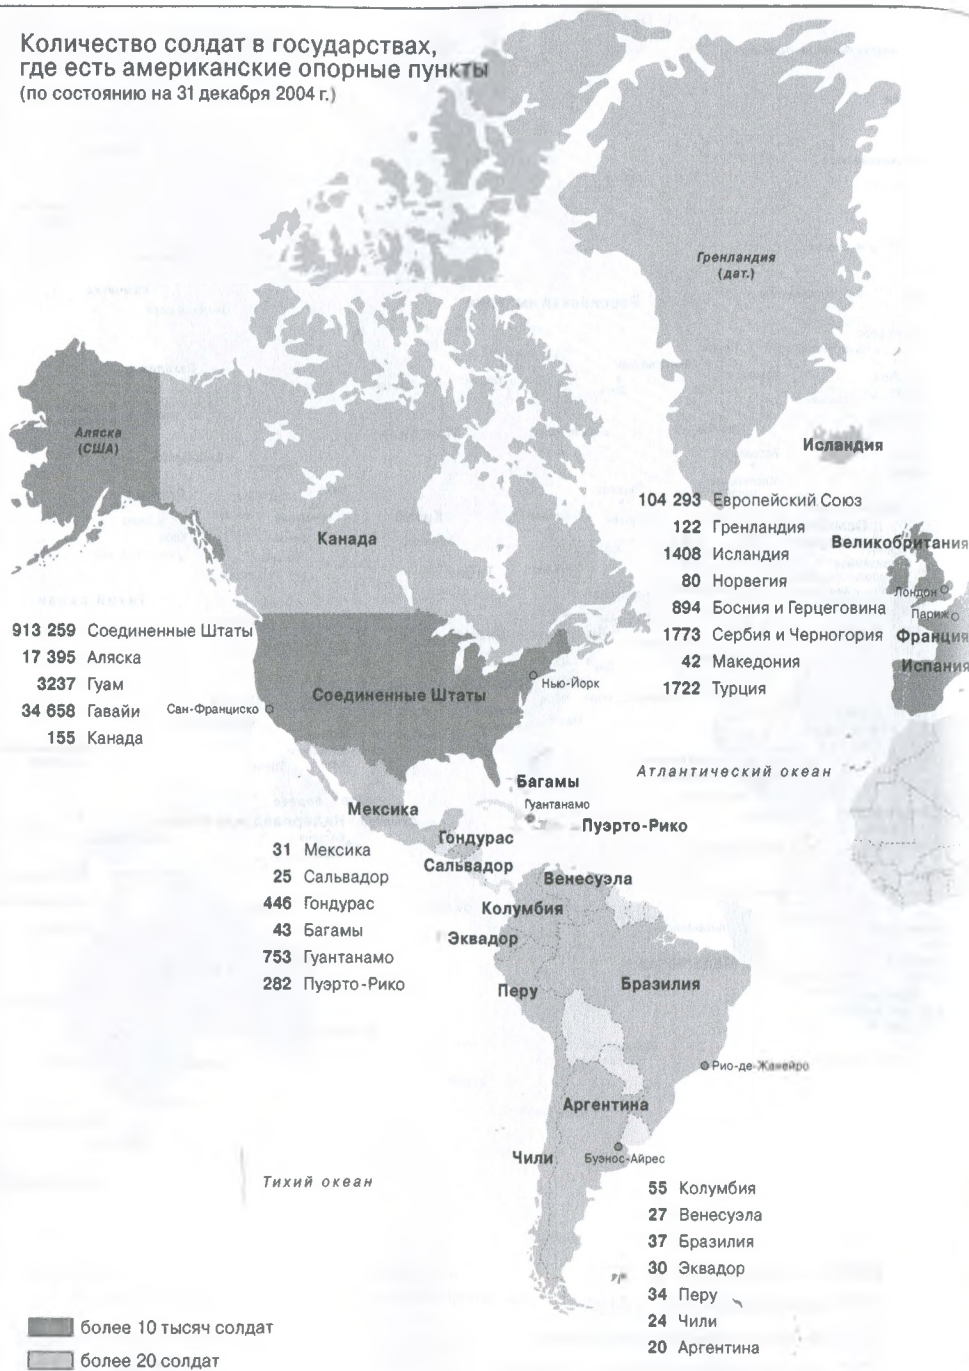 Количество солдат в государствах,
где есть американские опорные пункты
(по состоянию на 31 декабря 2004 г.)
Гренландия
(дат.)
Аляска
(США)
Исландия
Канада
104 293 Европейский Союз
122 Гренландия
1408 Исландия
80 Норвегия
894 Босния и Герцеговина
1773 Сербия и Черногория
42 Македония
1722 Турция
Великобритания
Лондон
Париж
Франция
Испания
913 259 Соединенные Штаты
17 395 Аляска
3237 Гуам
34 658 Гавайи
155 Канада
Соединенные Штаты
Нью-Йорк
Сан-Франциско
Атлантический океан
Багамы
Гуантанамо
Пуэрто-Рико
Мексика
Гондурас
Сальвадор
Венесуэла
Колумбия
Эквадор
Перу
Бразилия
31 Мексика
25 Сальвадор
446 Гондурас
43 Багамы
753 Гуантанамо
282 Пуэрто-Рико
Рио-де-Жанейро
Аргентина
Чили
Буэнос-Айрес
Тихий океан
55 Колумбия
27 Венесуэла
37 Бразилия
30 Эквадор
34 Перу
24 Чили
20 Аргентина
более 10 тысяч солдат
более 20 солдат